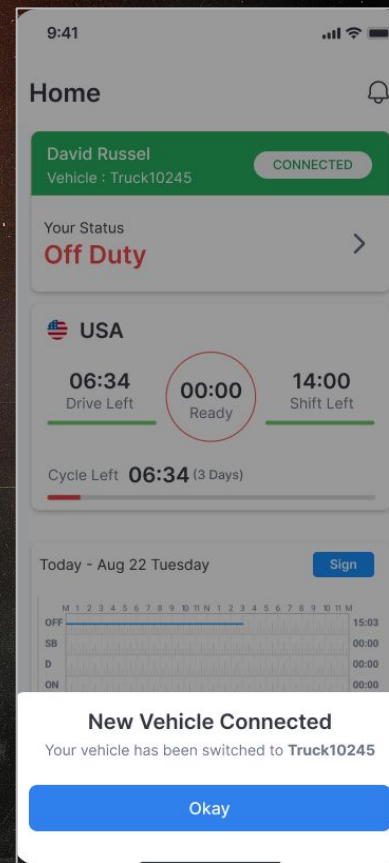 9:41
Home
David Russel
Vehicle : Truck10245
CONNECTED
Your Status
Off Duty
USA
06:34
Drive Left
00:00
Ready
14:00
Shift Left
Cycle Left 06:34 (3 Days)
Today - Aug 22 Tuesday
Sign
M 1 2 3 4 5 6 7 8 9 10 11 N 1 2 3 4 5 6 7 8 9 10 11 M
OFF 15:03
SB 00:00
D 00:00
ON 00:00
New Vehicle Connected
Your vehicle has been switched to Truck10245
Okay